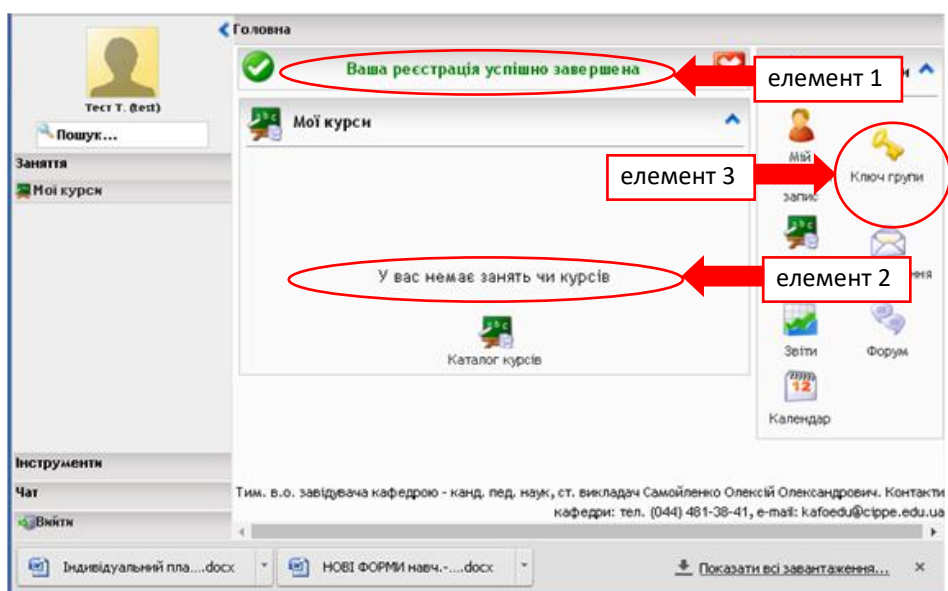 Головна
Ваша реєстрація успішно завершена
елемент 1
и
Тест Т. (test)
Пошук...
Мої курси
Заняття
Мої курси
Мій
запис
елемент 3
Ключ групи
У вас немає занять чи курсів
елемент 2
ння
Каталог курсів
Звіти
Форум
12
Календар
Інструменти
Чат
Вийти
Тим. в.о. завідувача кафедрою - канд. пед. наук, ст. викладач Самойленко Олексій Олександрович. Контакти
кафедри: тел. (044) 481-38-41, e-mail: kafoedu@cippe.edu.ua
Індивідуальний пла....docx
НОВІ ФОРМИ навч.-....docx
Показати всі завантаження...